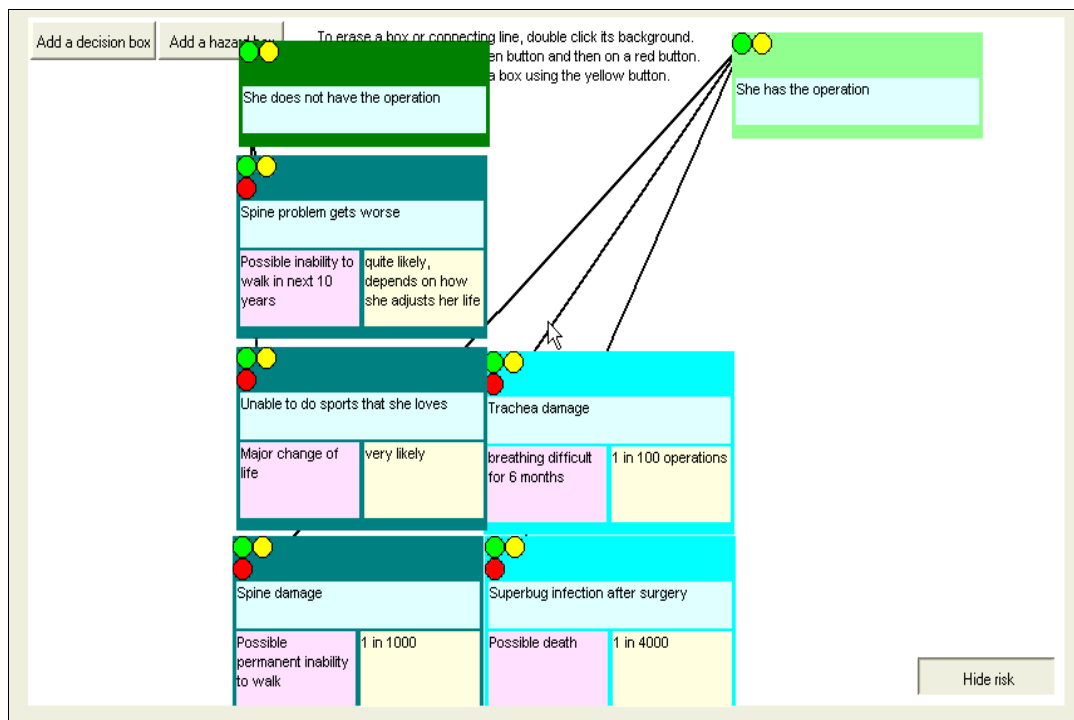 Add a decision box
Add a hazard box
To erase a box or connecting line, double click its background.
en button and then on a red button.
a box using the yellow button.
She does not have the operation
She has the operation
Spine problem gets worse
Possible inability to
walk in next 10
years
quite likely,
depends on how
she adjusts her life
Unable to do sports that she loves
Major change of
life
very likely
Trachea damage
breathing difficult
for 6 months
1 in 100 operations
Spine damage
Possible
permanent inability
to walk
1 in 1000
Superbug infection after surgery
Possible death
1 in 4000
Hide risk